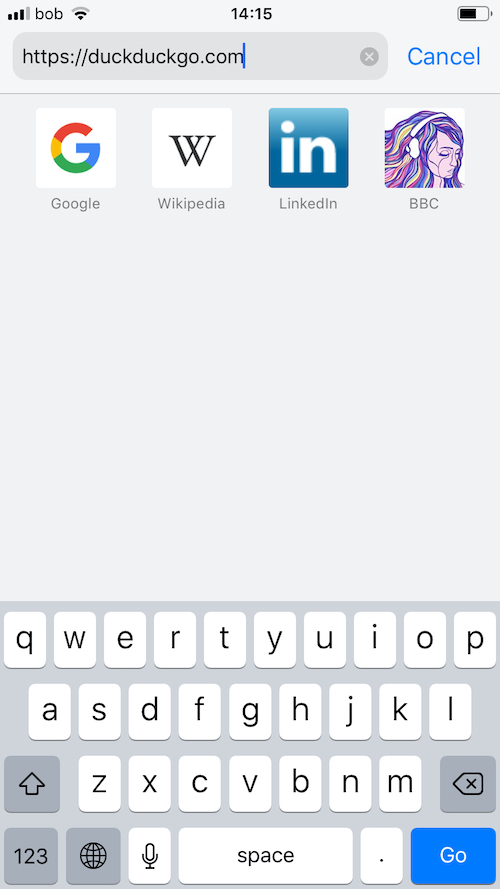 bob 14:15
https://duckduckgo.com Cancel
G W in
Google Wikipedia LinkedIn BBC
q w e r t y u i o p
a s d f g h j k l
z x c v b n m
123 space . Go